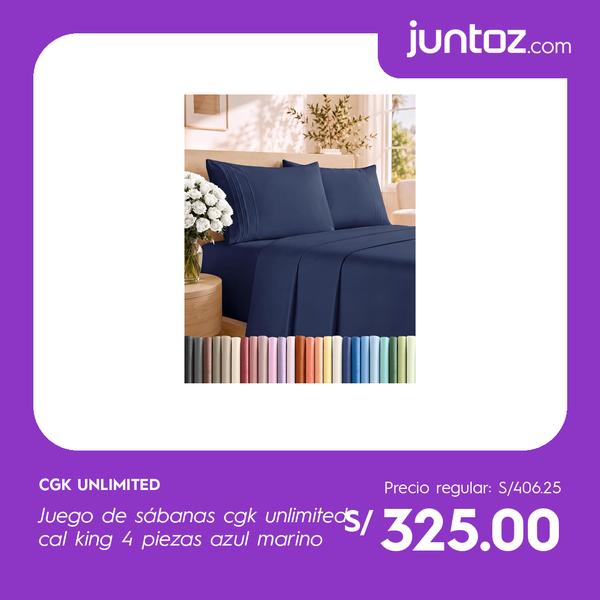 juntoz.com
CGK UNLIMITED
Juego de sábanas cgk unlimited
cal king 4 piezas azul marino
Precio regular: S/406.25
S/ 325.00